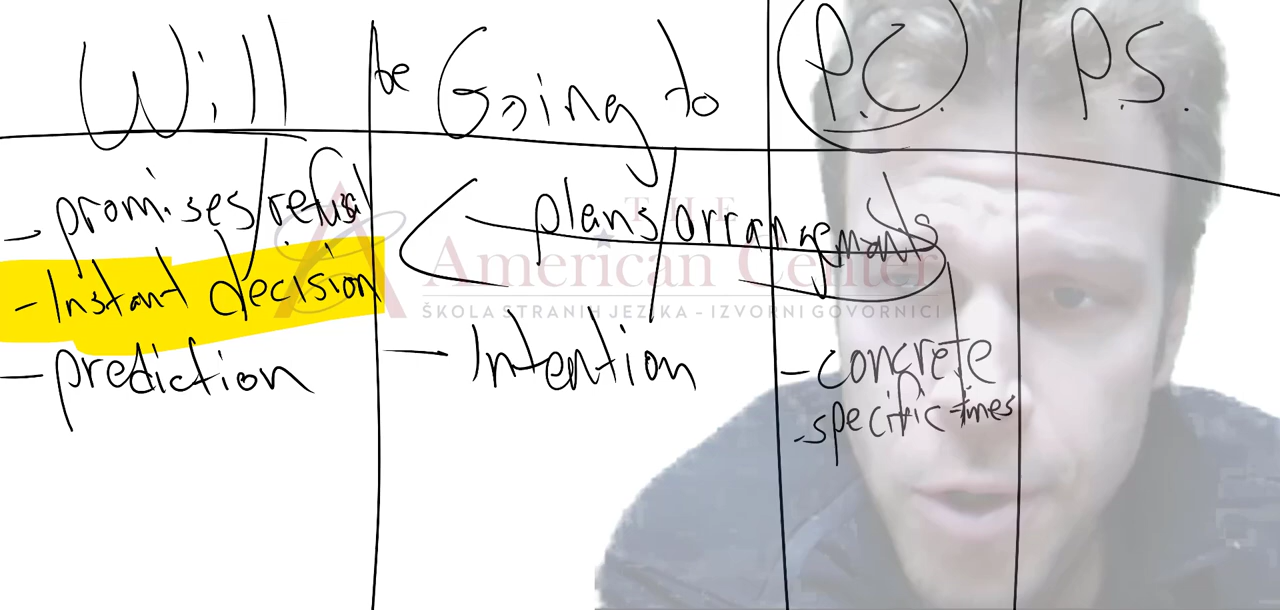 Will
be Going to
P.C.
P.S.
- promises/refusal
- Instant decision
- prediction
- plans/arrangements
- Intention
- concrete
- specific times
THE
American Center
ŠKOLA STRANIH JEZIKA - IZVORNI GOVORNICI